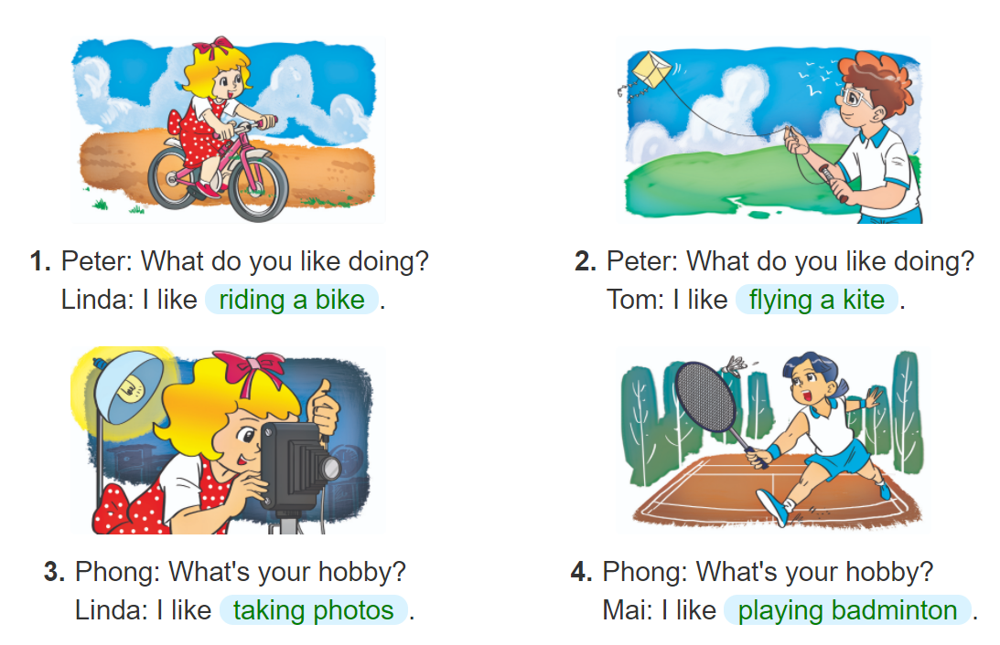 1. Peter: What do you like doing?
Linda: I like riding a bike .
2. Peter: What do you like doing?
Tom: I like flying a kite .
3. Phong: What's your hobby?
Linda: I like taking photos .
4. Phong: What's your hobby?
Mai: I like playing badminton .